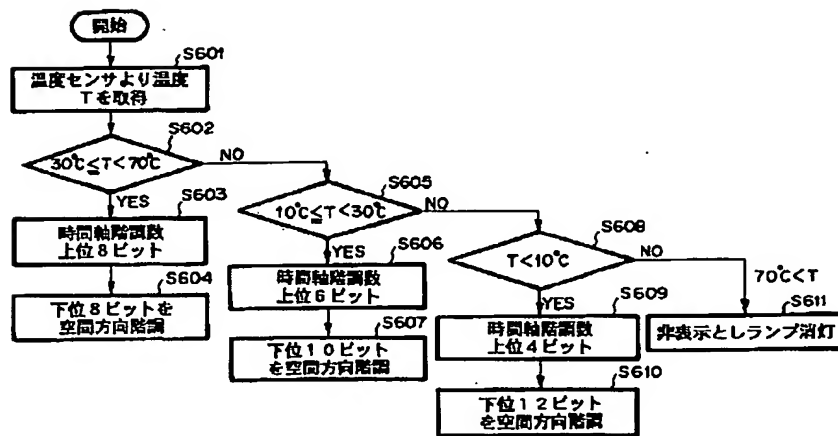 開始
S601
温度センサより温度
Tを取得
S602
30℃≦T<70℃
NO
YES
S603
時間軸階調数
上位8ビット
S604
下位8ビットを
空間方向階調
S605
10℃≦T<30℃
NO
YES
S606
時間軸階調数
上位6ビット
S607
下位10ビット
を空間方向階調
S608
T<10℃
NO
YES
S609
時間軸階調数
上位4ビット
S610
下位12ビット
を空間方向階調
70℃<T
S611
非表示としランプ消灯